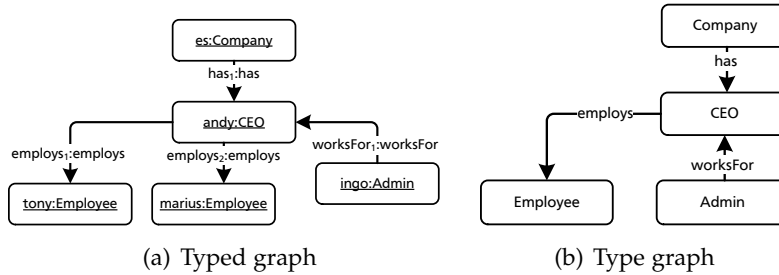 es:Company
has₁:has
andy:CEO
employs₁:employs
employs₂:employs
worksFor₁:worksFor
tony:Employee
marius:Employee
ingo:Admin
(a) Typed graph
Company
has
employs
CEO
worksFor
Employee
Admin
(b) Type graph